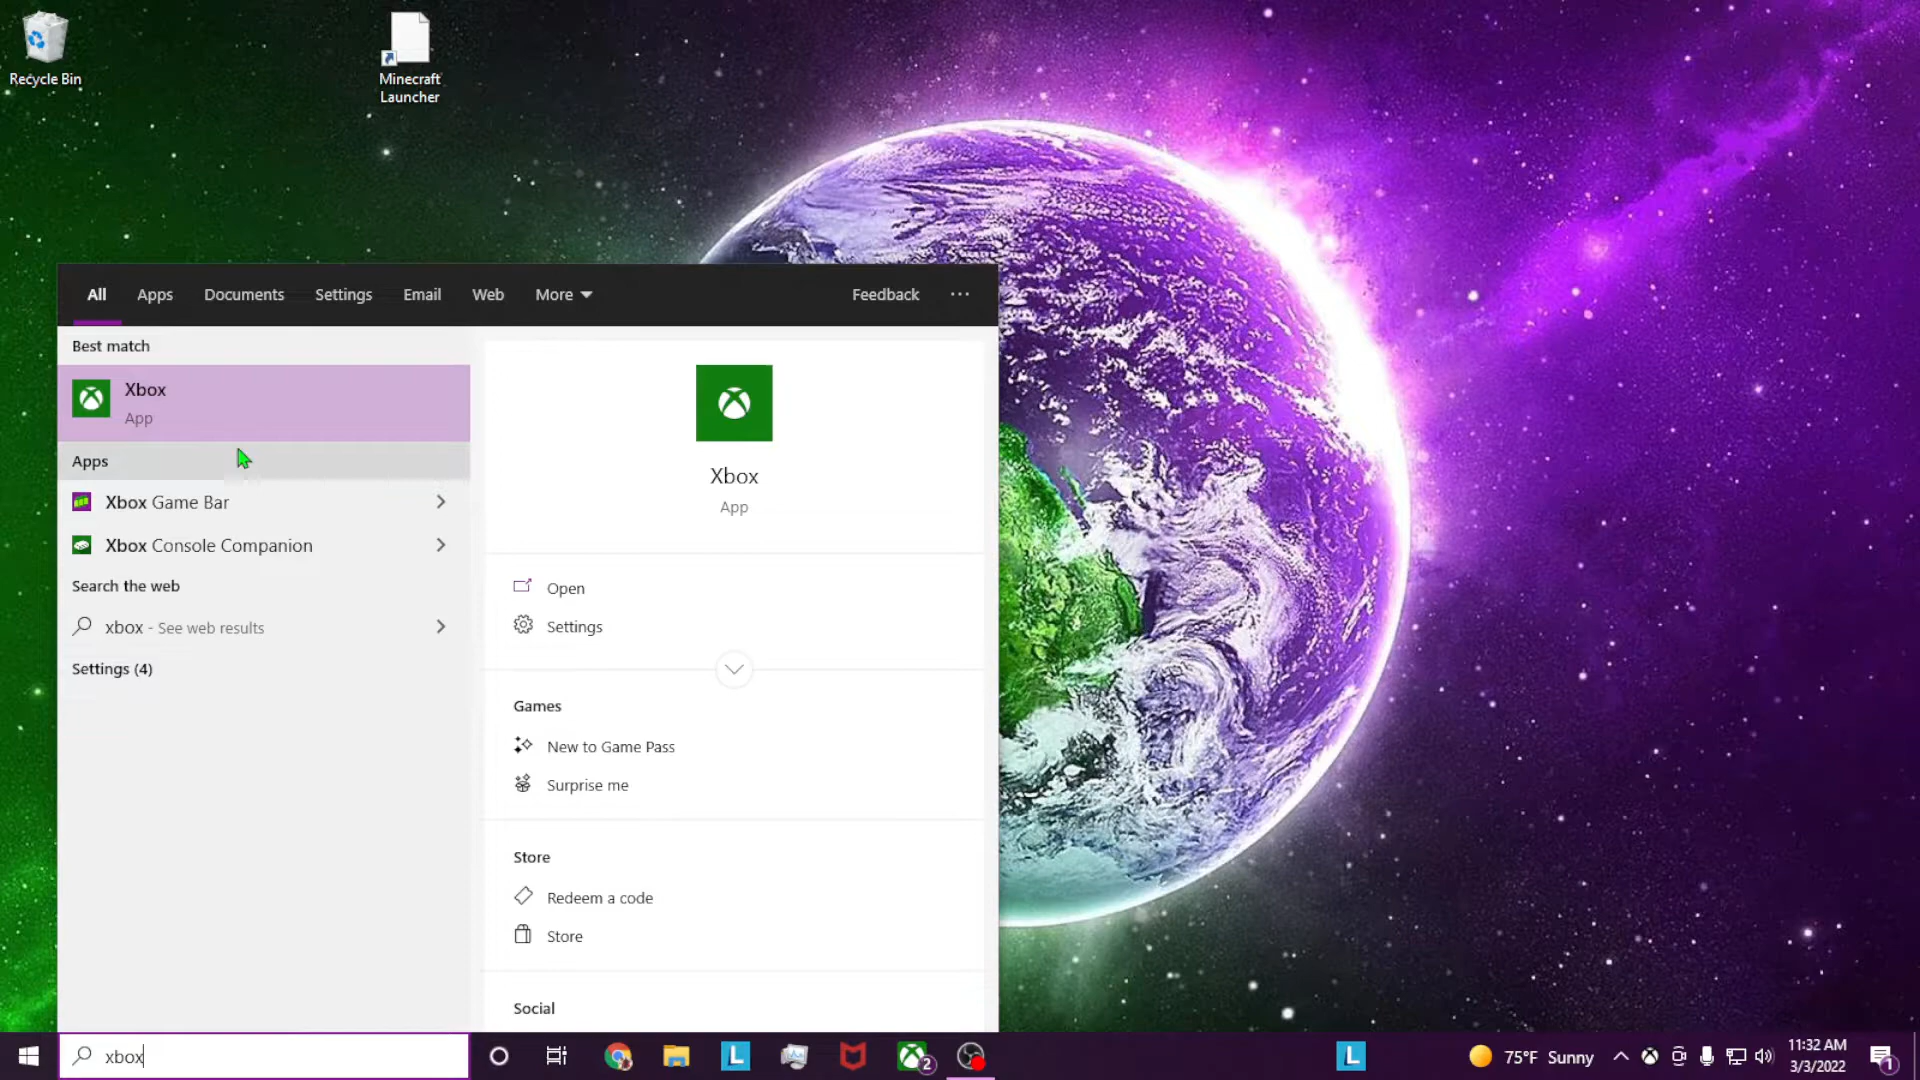 Recycle Bin
Minecraft
Launcher
All
Apps
Documents
Settings
Email
Web
More
Feedback
Best match
Xbox
App
Apps
Xbox Game Bar
Xbox Console Companion
Search the web
xbox - See web results
Settings (4)
Xbox
App
Open
Settings
Games
New to Game Pass
Surprise me
Store
Redeem a code
Store
Social
xbox
L
2
L
75°F Sunny
11:32 AM
3/3/2022
1